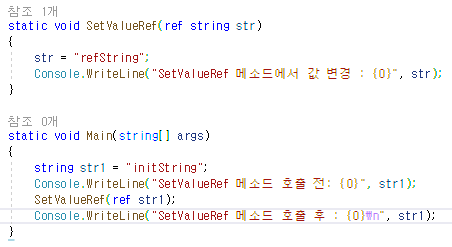 참조 1개
static void SetValueRef(ref string str)
{
str = "refString";
Console.WriteLine("SetValueRef 메소드에서 값 변경 : {0}", str);
}
참조 0개
static void Main(string[] args)
{
string str1 = "initString";
Console.WriteLine("SetValueRef 메소드 호출 전: {0}", str1);
SetValueRef(ref str1);
Console.WriteLine("SetValueRef 메소드 호출 후 : {0}₩n", str1);
}